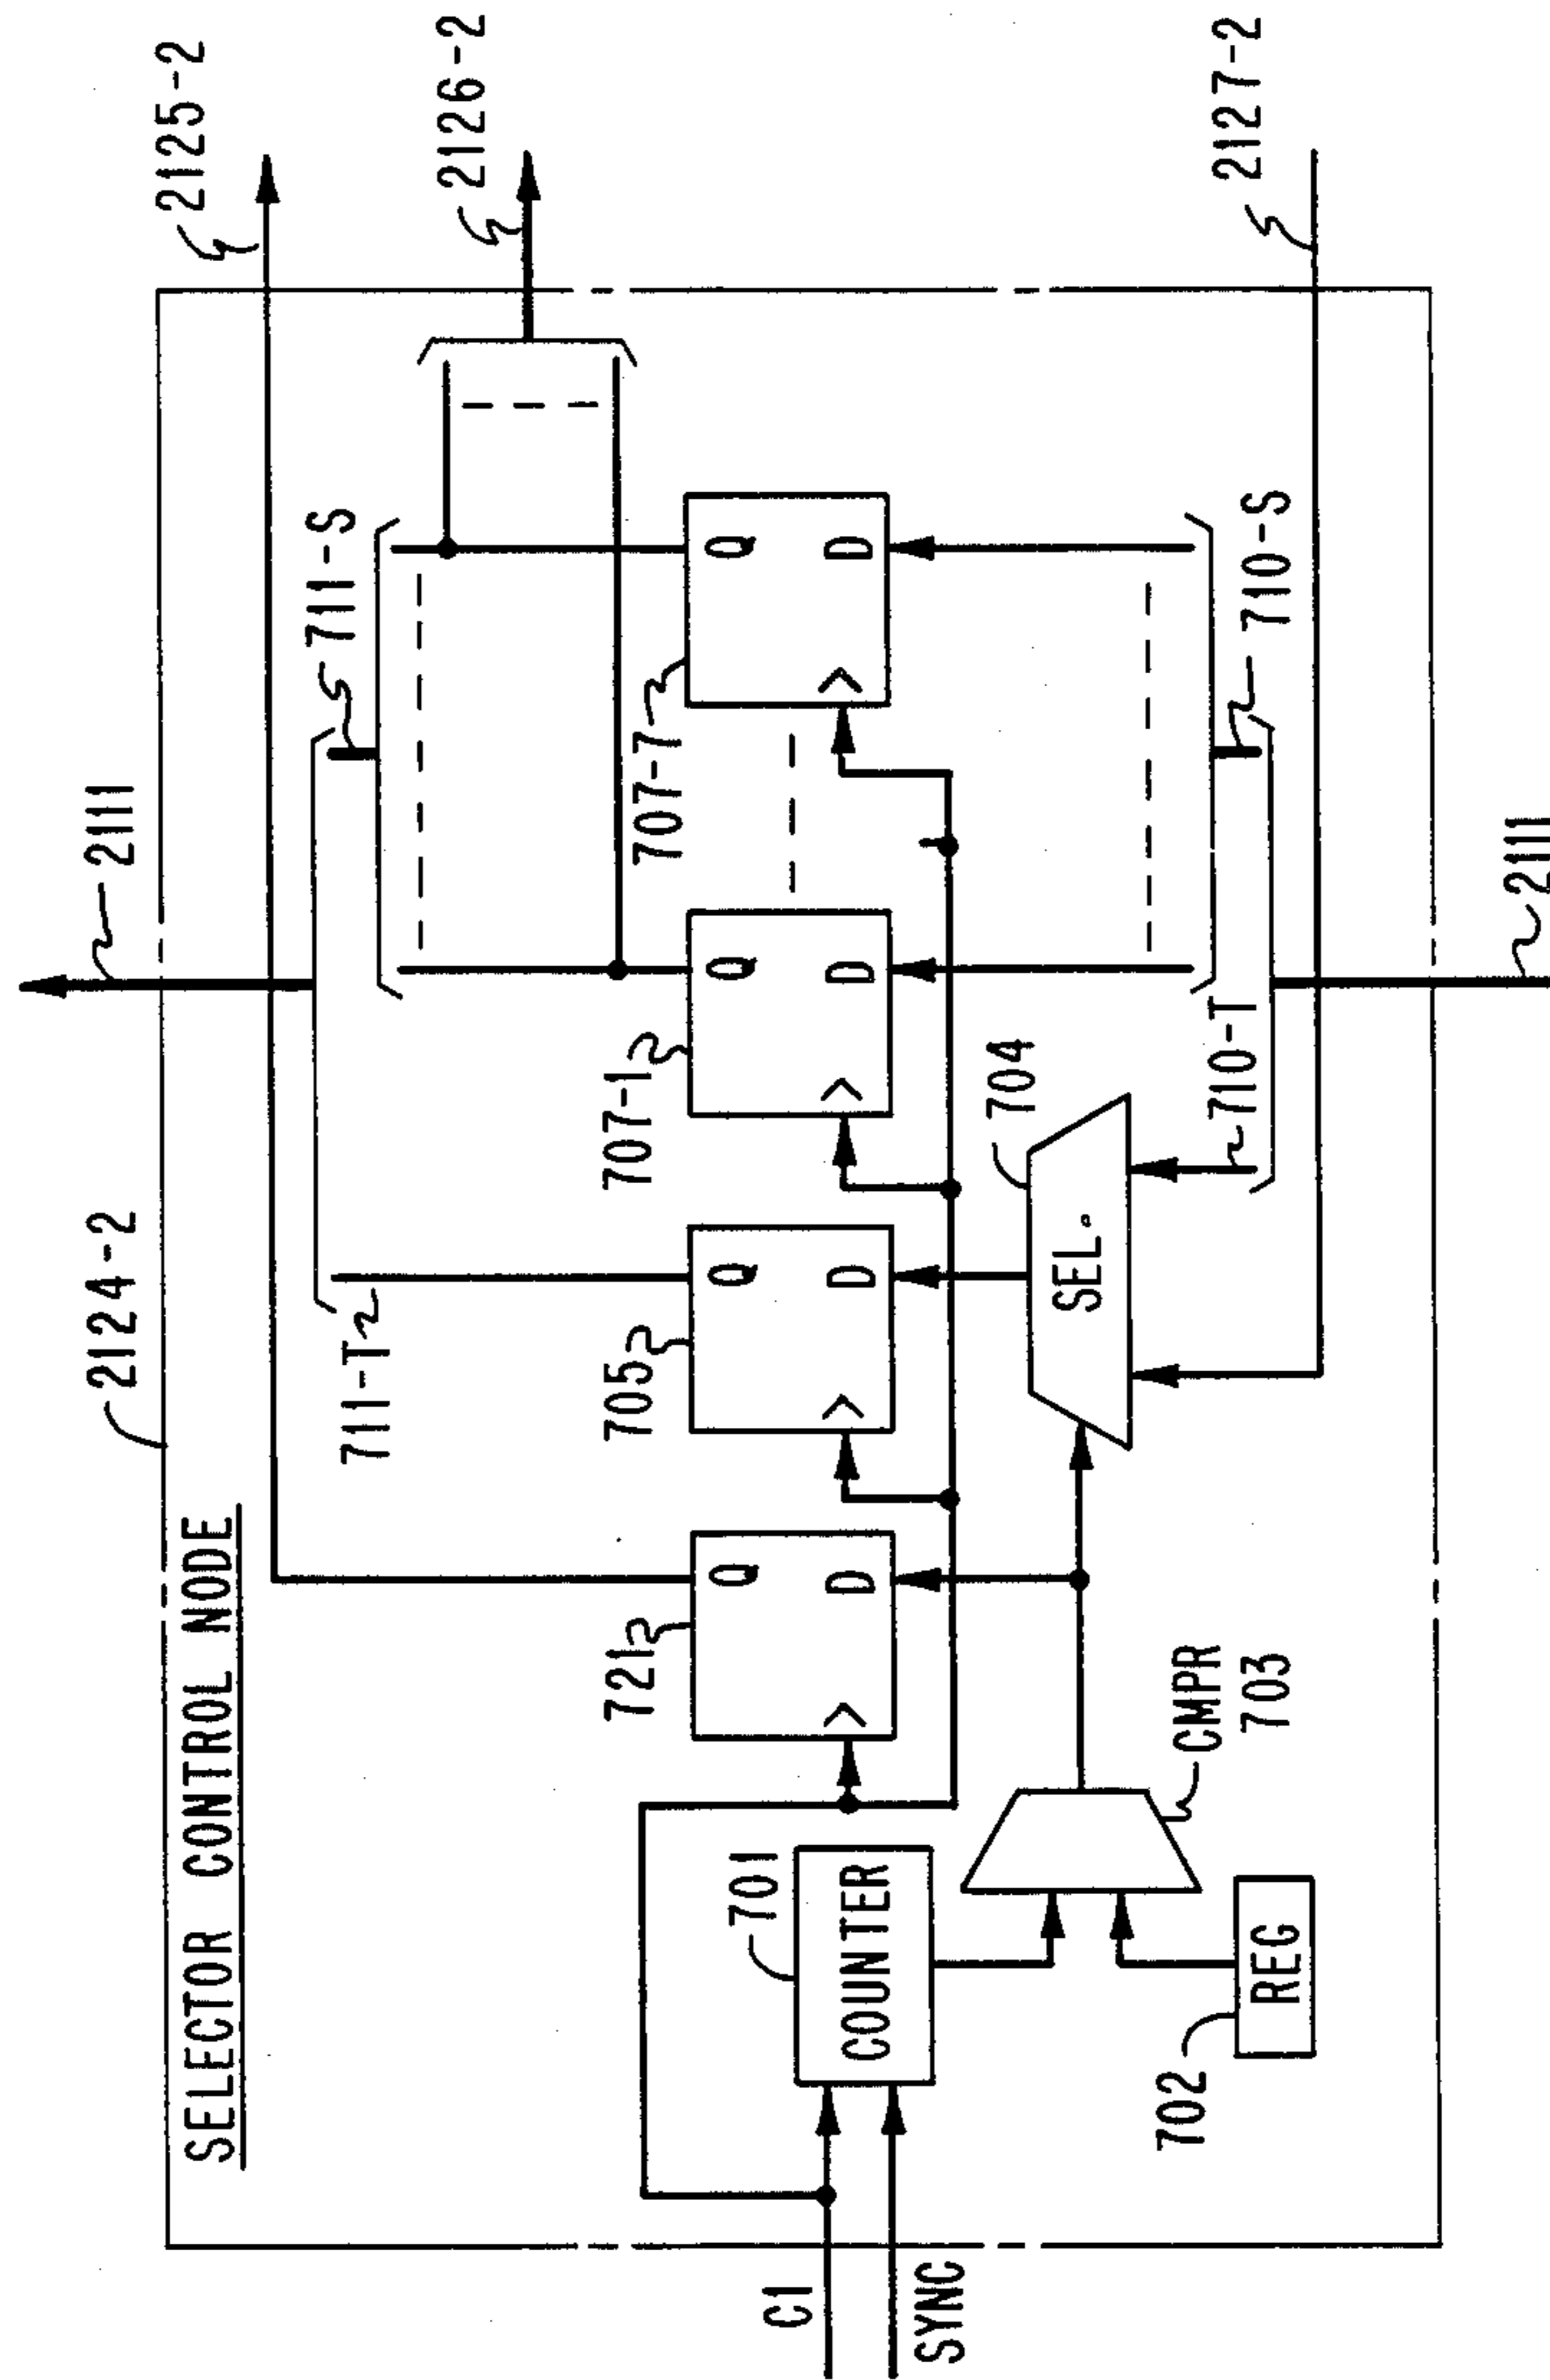 SELECTOR CONTROL NODE
2124-2
2111
2125-2
2126-2
2127-2
711-S
711-T
721
705
707-1
707-7
Q
D
Q
D
Q
D
Q
D
C1
SYNC
701
COUNTER
702
REG
CMPR
703
704
SEL.
710-T
710-S
2111